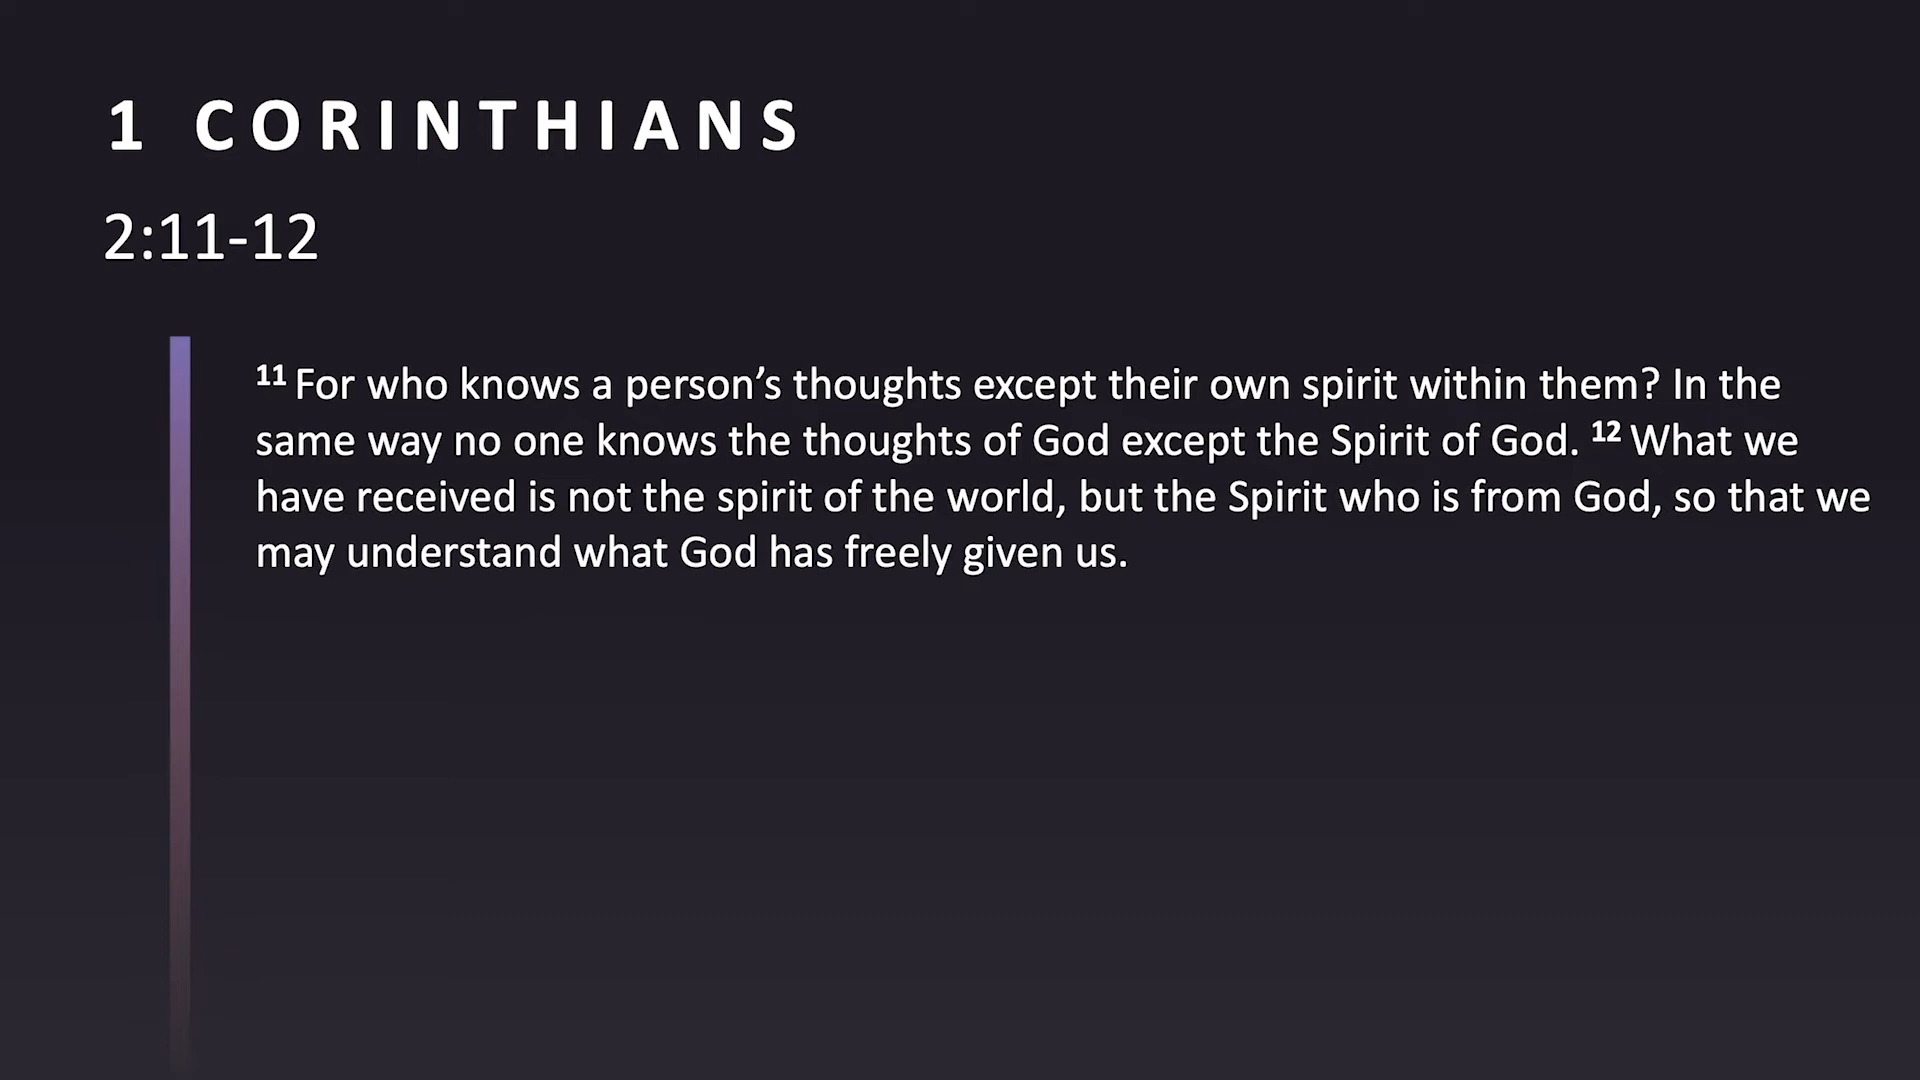 1 CORINTHIANS
2:11-12
11 For who knows a person’s thoughts except their own spirit within them? In the
same way no one knows the thoughts of God except the Spirit of God. 12 What we
have received is not the spirit of the world, but the Spirit who is from God, so that we
may understand what God has freely given us.